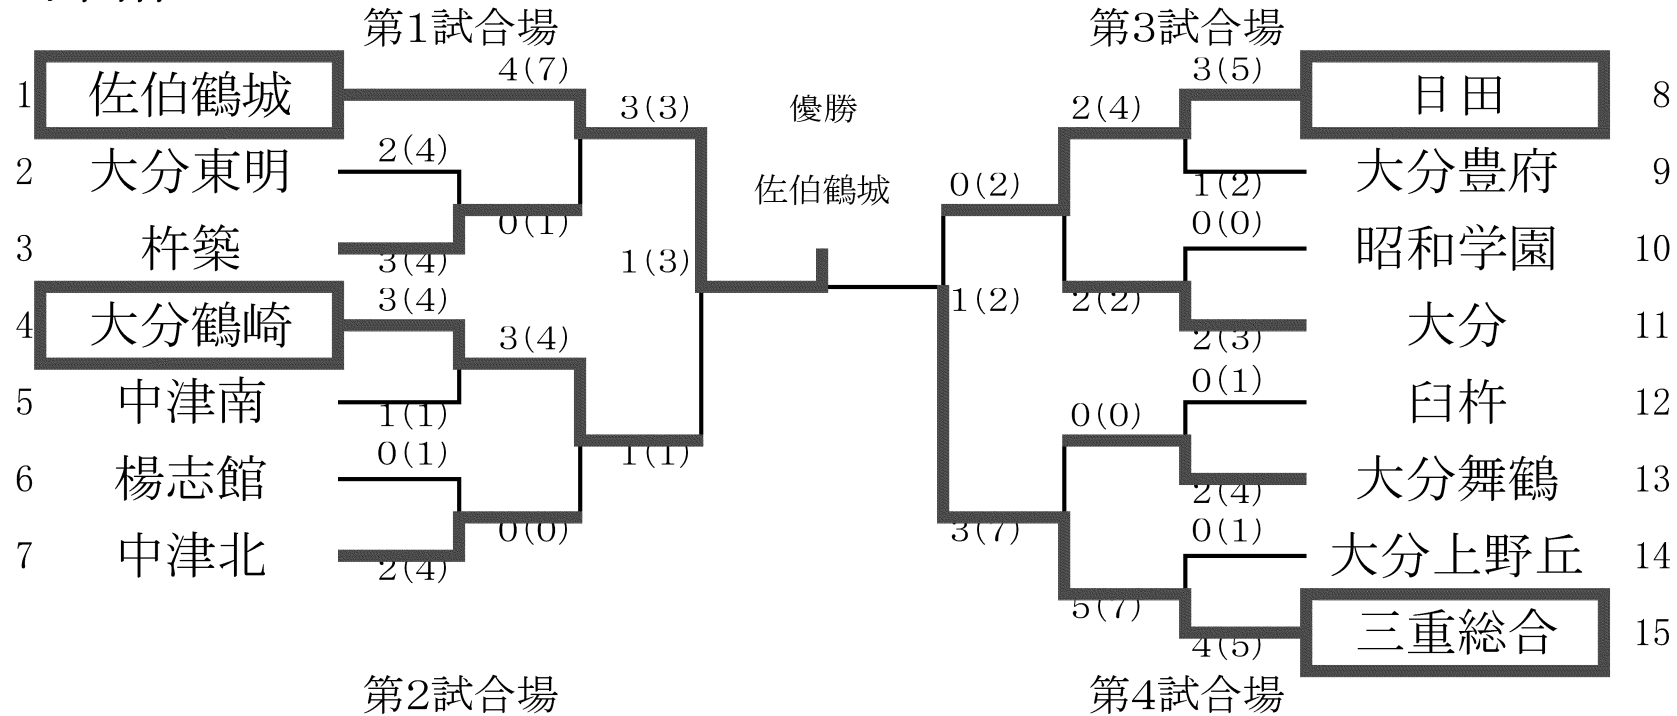 第1試合場
第3試合場
1 佐伯鶴城 4(7)
3(3)
2 大分東明 2(4)
0(1)
3 杵築 3(4)
1(3)
4 大分鶴崎 3(4)
3(4)
5 中津南 1(1)
1(1)
6 楊志館 0(1)
0(0)
7 中津北 2(4)
優勝
佐伯鶴城
3(5) 日田 8
2(4)
1(2) 大分豊府 9
0(2)
0(0) 昭和学園 10
2(2)
2(3) 大分 11
1(2)
0(1) 臼杵 12
0(0)
2(4) 大分舞鶴 13
3(7)
0(1) 大分上野丘 14
5(7)
4(5) 三重総合 15
第2試合場
第4試合場